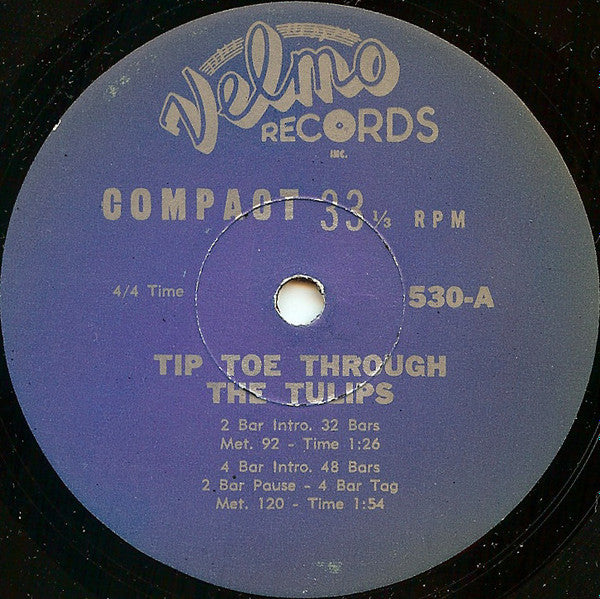 Velmo
RECORDS
INC.
COMPACT 33 ⅓ RPM
4/4 Time
530-A
TIP TOE THROUGH
THE TULIPS
2 Bar Intro. 32 Bars
Met. 92 - Time 1:26
4 Bar Intro. 48 Bars
2 Bar Pause - 4 Bar Tag
Met. 120 - Time 1:54